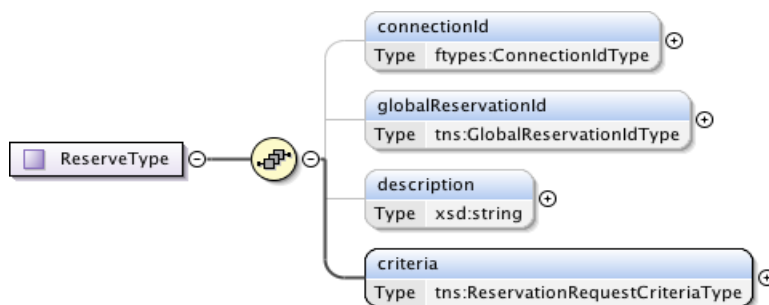 connectionId
Type ftypes:ConnectionIdType
globalReservationId
Type tns:GlobalReservationIdType
ReserveType
description
Type xsd:string
criteria
Type tns:ReservationRequestCriteriaType